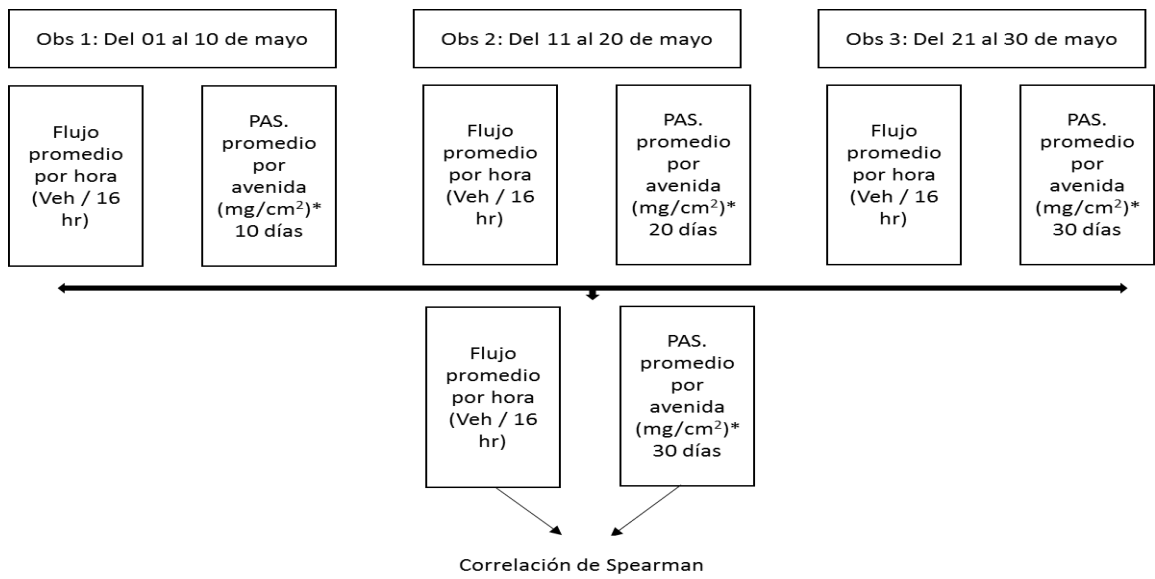 Obs 1: Del 01 al 10 de mayo
Obs 2: Del 11 al 20 de mayo
Obs 3: Del 21 al 30 de mayo
Flujo
promedio
por hora
(Veh / 16
hr)
PAS.
promedio
por
avenida
(mg/cm²)*
10 días
Flujo
promedio
por hora
(Veh / 16
hr)
PAS.
promedio
por
avenida
(mg/cm²)*
20 días
Flujo
promedio
por hora
(Veh / 16
hr)
PAS.
promedio
por
avenida
(mg/cm²)*
30 días
Flujo
promedio
por hora
(Veh / 16
hr)
PAS.
promedio
por
avenida
(mg/cm²)*
30 días
Correlación de Spearman